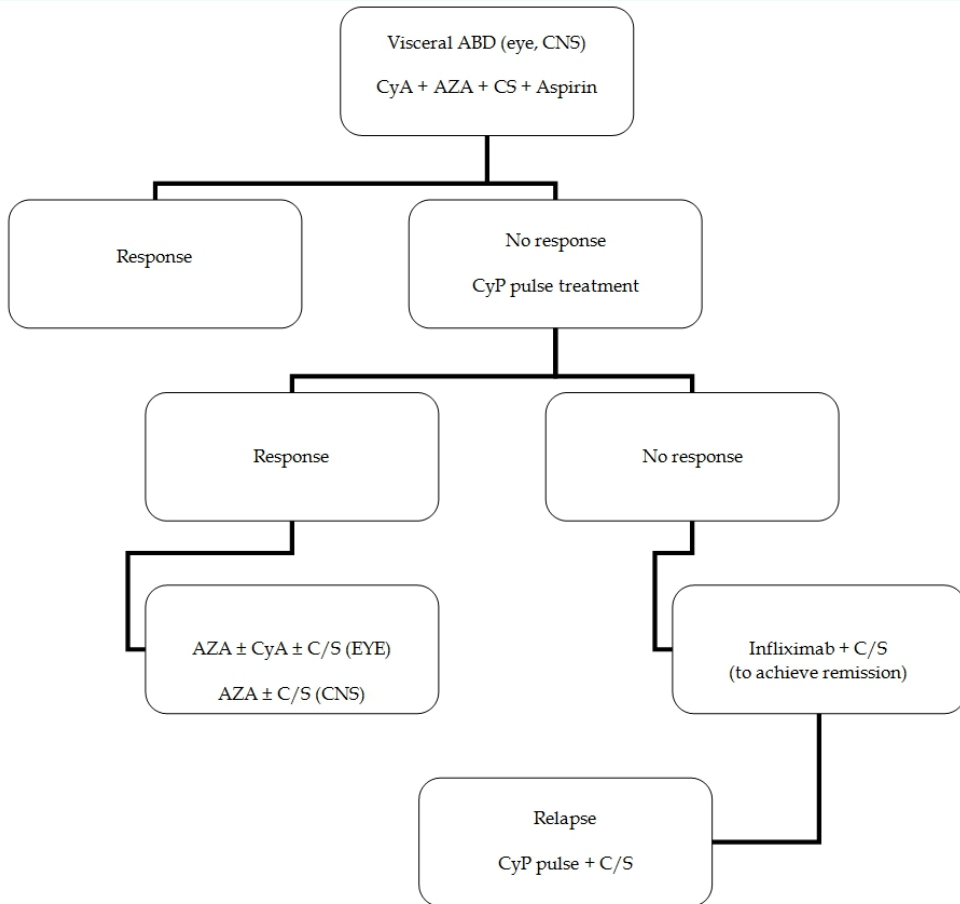 Visceral ABD (eye, CNS)
CyA + AZA + CS + Aspirin
Response
No response
CyP pulse treatment
Response
No response
AZA ± CyA ± C/S (EYE)
AZA ± C/S (CNS)
Infliximab + C/S
(to achieve remission)
Relapse
CyP pulse + C/S